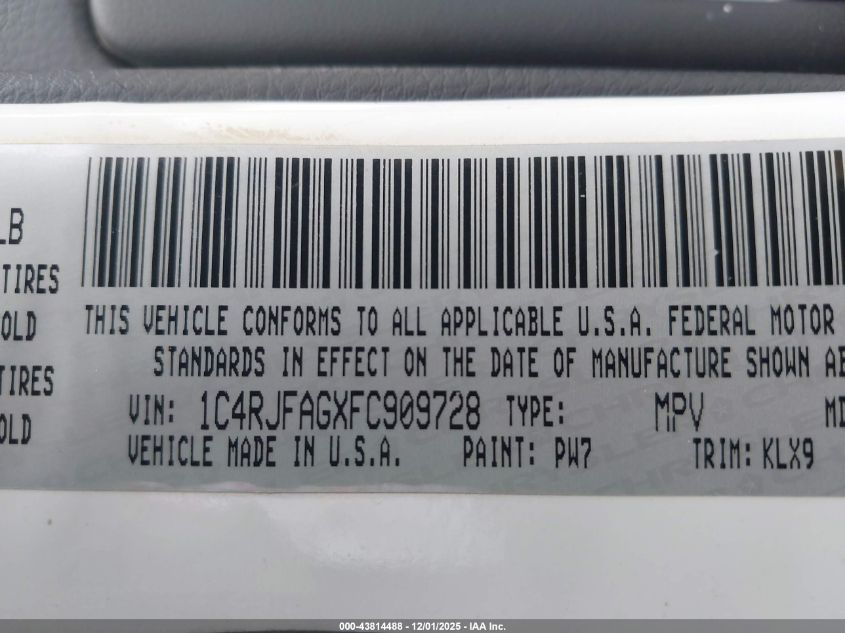 LB
TIRES
OLD
TIRES
OLD
THIS VEHICLE CONFORMS TO ALL APPLICABLE U.S.A. FEDERAL MOTOR
STANDARDS IN EFFECT ON THE DATE OF MANUFACTURE SHOWN AB
VIN: 1C4RJFAGXFC909728 TYPE: MPV MD
VEHICLE MADE IN U.S.A. PAINT: PW7 TRIM: KLX9
000-43814488 - 12/01/2025 - IAA Inc.